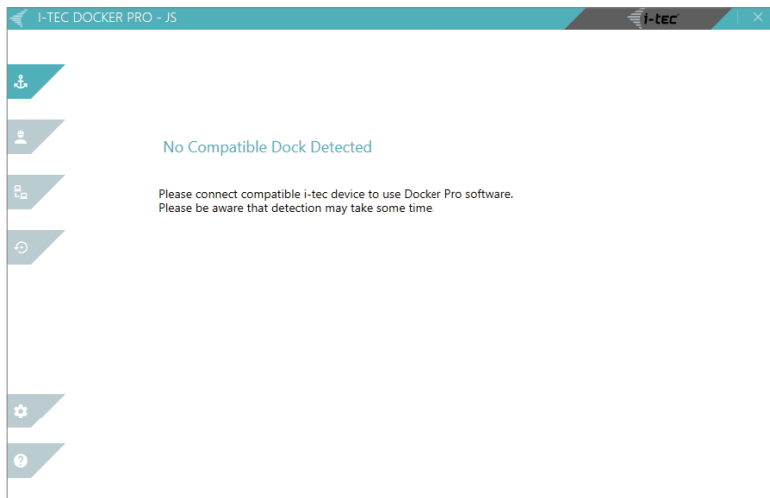 I-TEC DOCKER PRO - JS
i-tec
No Compatible Dock Detected
Please connect compatible i-tec device to use Docker Pro software.
Please be aware that detection may take some time.